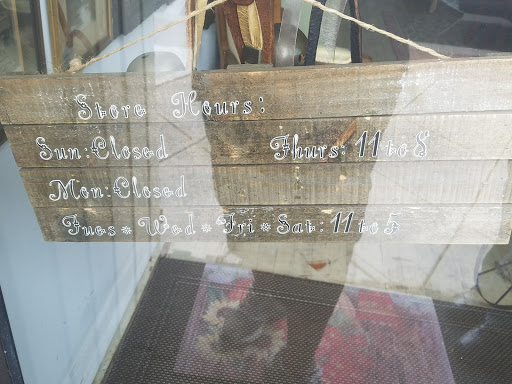 Store Hours:
Sun: Closed Thurs: 11 to 8
Mon: Closed
Tues * Wed * Fri * Sat: 11 to 5